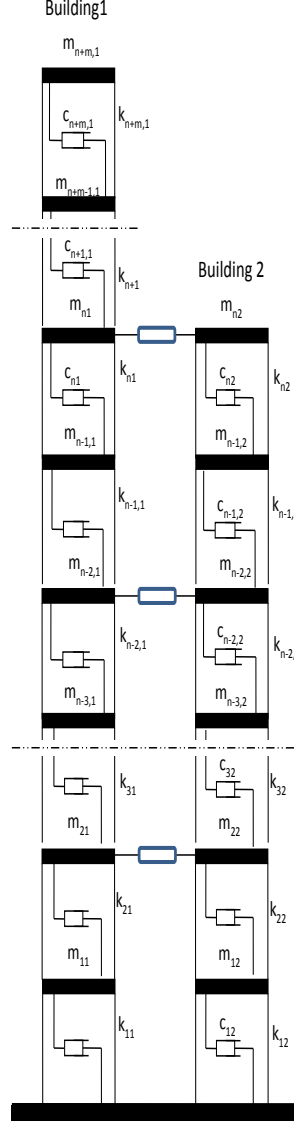 Building1
m_{n+m,1}
c_{n+m,1} k_{n+m,1}
m_{n+m-1,1}
c_{n+1,1} k_{n+1}
Building 2
m_{n1} m_{n2}
c_{n1} k_{n1} c_{n2} k_{n2}
m_{n-1,1} m_{n-1,2}
k_{n-1,1} c_{n-1,2} k_{n-1,
m_{n-2,1} m_{n-2,2}
k_{n-2,1} c_{n-2,2} k_{n-2,
m_{n-3,1} m_{n-3,2}
k_{31} c_{32} k_{32}
m_{21} m_{22}
k_{21} k_{22}
m_{11} m_{12}
k_{11} c_{12} k_{12}